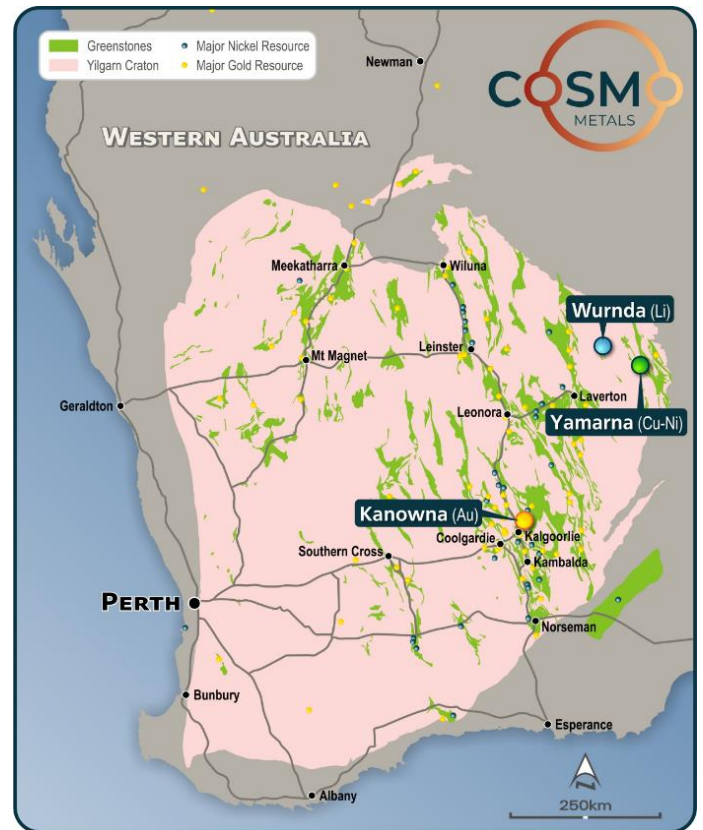 Greenstones
Major Nickel Resource
Yilgarn Craton
Major Gold Resource
Newman
COSMO
METALS
WESTERN AUSTRALIA
Meekatharra
Wiluna
Wurnda (Li)
Leinster
Mt Magnet
Yamarna (Cu-Ni)
Laverton
Geraldton
Leonora
Kanowna (Au)
Coolgardie
Kalgoorlie
Southern Cross
Kambalda
PERTH
Norseman
Bunbury
Esperance
Albany
N
250km